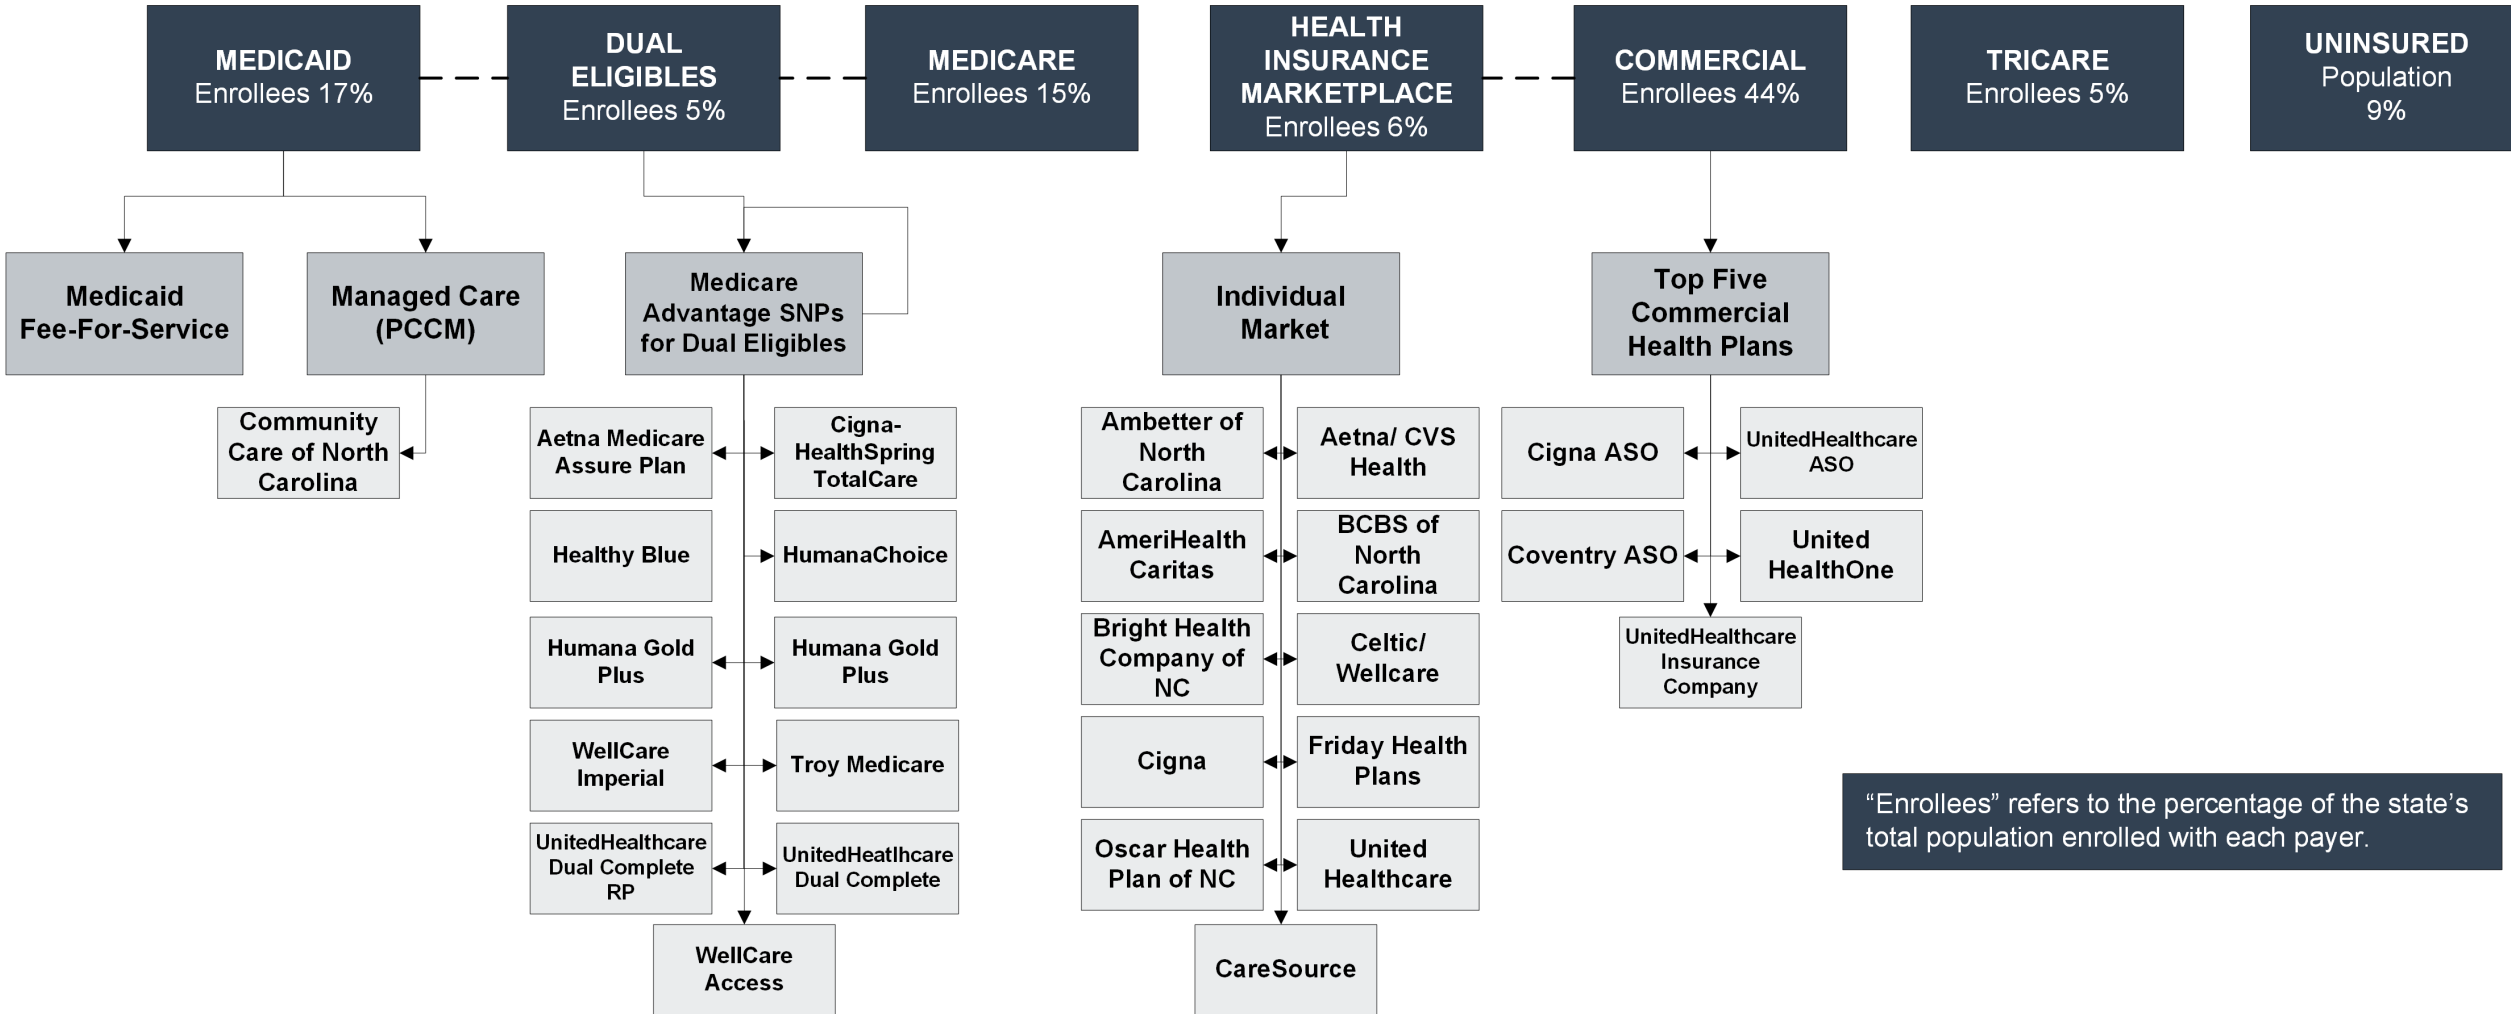 MEDICAID
Enrollees 17%
DUAL
ELIGIBLES
Enrollees 5%
MEDICARE
Enrollees 15%
HEALTH
INSURANCE
MARKETPLACE
Enrollees 6%
COMMERCIAL
Enrollees 44%
TRICARE
Enrollees 5%
UNINSURED
Population
9%
Medicaid
Fee-For-Service
Managed Care
(PCCM)
Medicare
Advantage SNPs
for Dual Eligibles
Individual
Market
Top Five
Commercial
Health Plans
Community
Care of North
Carolina
Aetna Medicare
Assure Plan
Cigna-
HealthSpring
TotalCare
Healthy Blue
HumanaChoice
Humana Gold
Plus
Humana Gold
Plus
WellCare
Imperial
Troy Medicare
UnitedHealthcare
Dual Complete
RP
UnitedHeatlhcare
Dual Complete
WellCare
Access
Ambetter of
North
Carolina
Aetna/ CVS
Health
AmeriHealth
Caritas
BCBS of
North
Carolina
Bright Health
Company of
NC
Celtic/
Wellcare
Cigna
Friday Health
Plans
Oscar Health
Plan of NC
United
Healthcare
CareSource
Cigna ASO
UnitedHealthcare
ASO
Coventry ASO
United
HealthOne
UnitedHealthcare
Insurance
Company
“Enrollees” refers to the percentage of the state’s
total population enrolled with each payer.